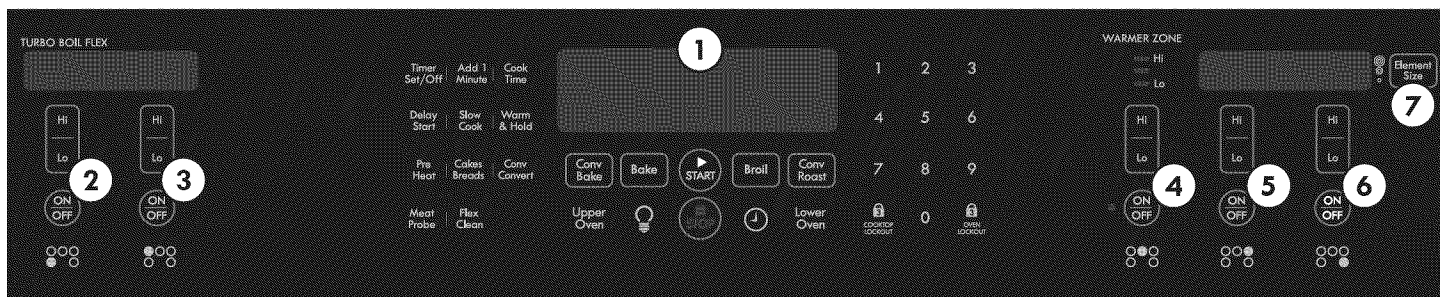 TURBO BOIL FLEX
Hi
Lo
2
ON
OFF
Hi
Lo
3
ON
OFF
Timer
Set/Off
Add 1
Minute
Cook
Time
Delay
Start
Slow
Cook
Warm
& Hold
Pre
Heat
Cakes
Breads
Conv
Convert
Meat
Probe
Flex
Clean
1
Conv
Bake
Bake
START
Broil
Conv
Roast
Upper
Oven
STOP
Lower
Oven
1 2 3
4 5 6
7 8 9
3
COOKTOP
LOCKOUT
0
3
OVEN
LOCKOUT
WARMER ZONE
Hi
Lo
Element
Size
7
Hi
Lo
4
ON
OFF
Hi
Lo
5
ON
OFF
Hi
Lo
6
ON
OFF